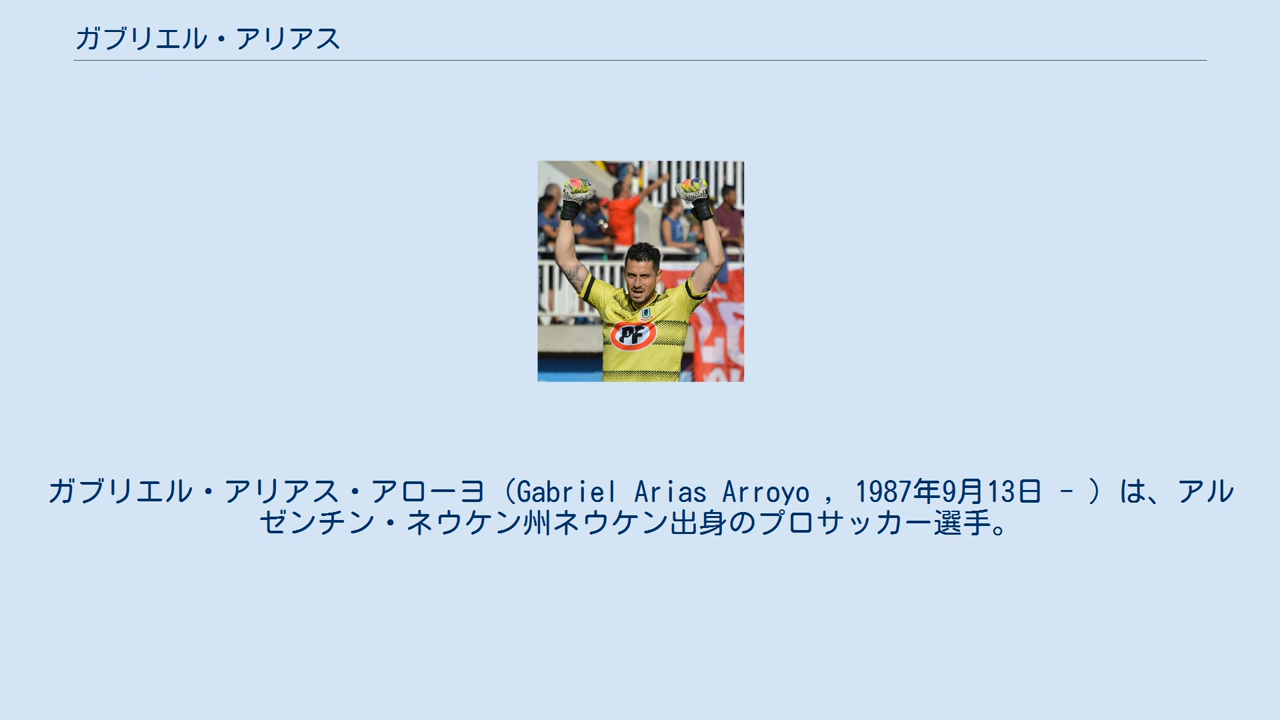 ガブリエル・アリアス
PF
ガブリエル・アリアス・アローヨ（Gabriel Arias Arroyo , 1987年9月13日 - ）は、アル
ゼンチン・ネウケン州ネウケン出身のプロサッカー選手。